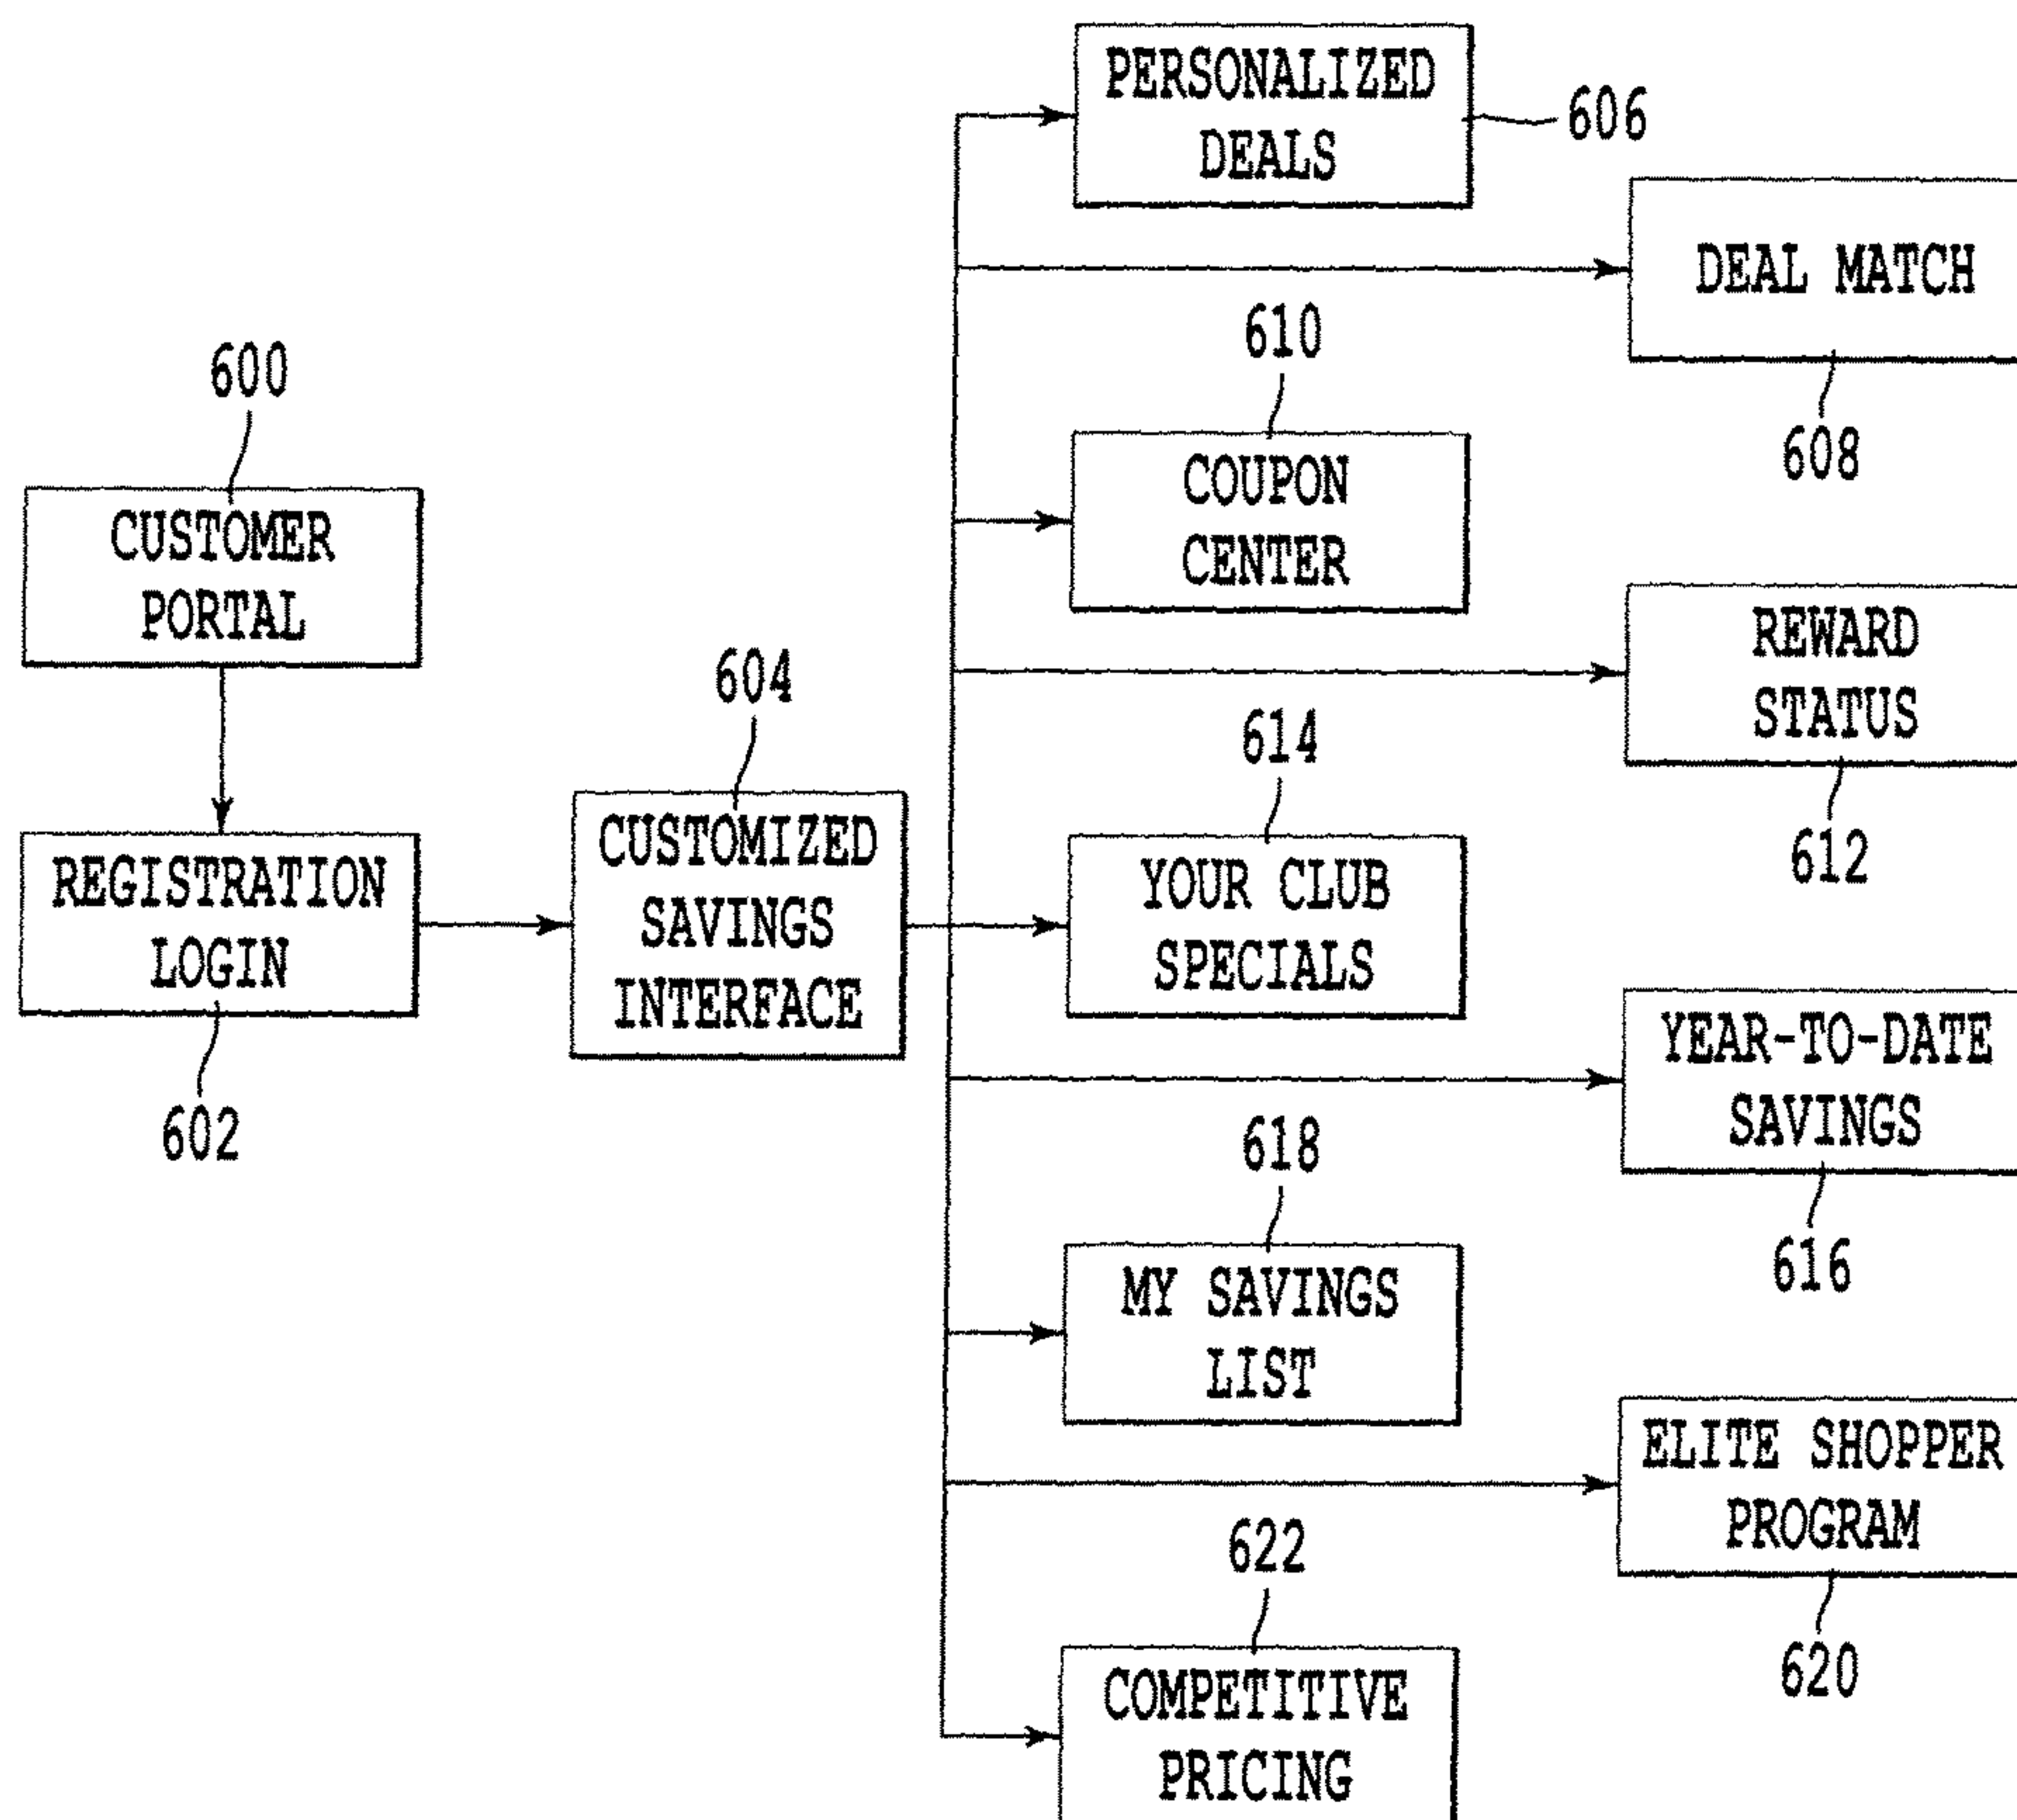 PERSONALIZED
DEALS
606
DEAL MATCH
608
610
COUPON
CENTER
600
CUSTOMER
PORTAL
REWARD
STATUS
612
604
CUSTOMIZED
SAVINGS
INTERFACE
614
YOUR CLUB
SPECIALS
REGISTRATION
LOGIN
602
YEAR-TO-DATE
SAVINGS
616
618
MY SAVINGS
LIST
ELITE SHOPPER
PROGRAM
620
622
COMPETITIVE
PRICING